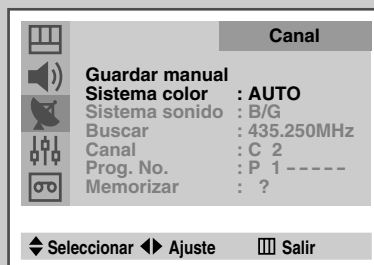 Canal
Guardar manual
Sistema color : AUTO
Sistema sonido : B/G
Buscar : 435.250MHz
Canal : C 2
Prog. No. : P 1 -----
Memorizar : ?
Seleccionar Ajuste Salir